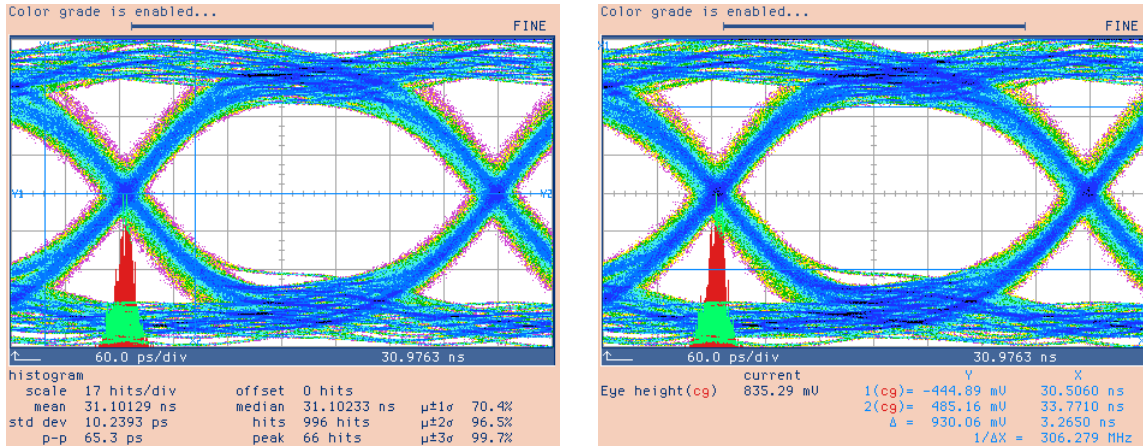 Color grade is enabled...
FINE
Y1
Y2
60.0 ps/div 30.9763 ns
histogram
scale 17 hits/div offset 0 hits
mean 31.10129 ns median 31.10233 ns μ±1σ 70.4%
std dev 10.2393 ps hits 996 hits μ±2σ 96.5%
p-p 65.3 ps peak 66 hits μ±3σ 99.7%
Color grade is enabled...
FINE
60.0 ps/div 30.9763 ns
current Y X
Eye height(cg) 835.29 mV 1(cg)= -444.89 mV 30.5060 ns
2(cg)= 485.16 mV 33.7710 ns
Δ = 930.06 mV 3.2650 ns
1/ΔX = 306.279 MHz